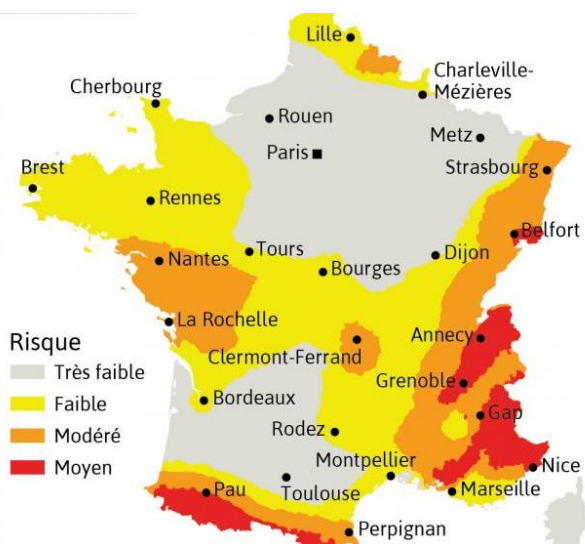 Lille
Charleville-
Mézières
Cherbourg
Rouen
Metz
Paris
Strasbourg
Brest
Rennes
Belfort
Tours
Dijon
Nantes
Bourges
La Rochelle
Annecy
Clermont-Ferrand
Grenoble
Bordeaux
Gap
Rodez
Montpellier
Nice
Pau
Toulouse
Marseille
Perpignan
Risque
Très faible
Faible
Modéré
Moyen